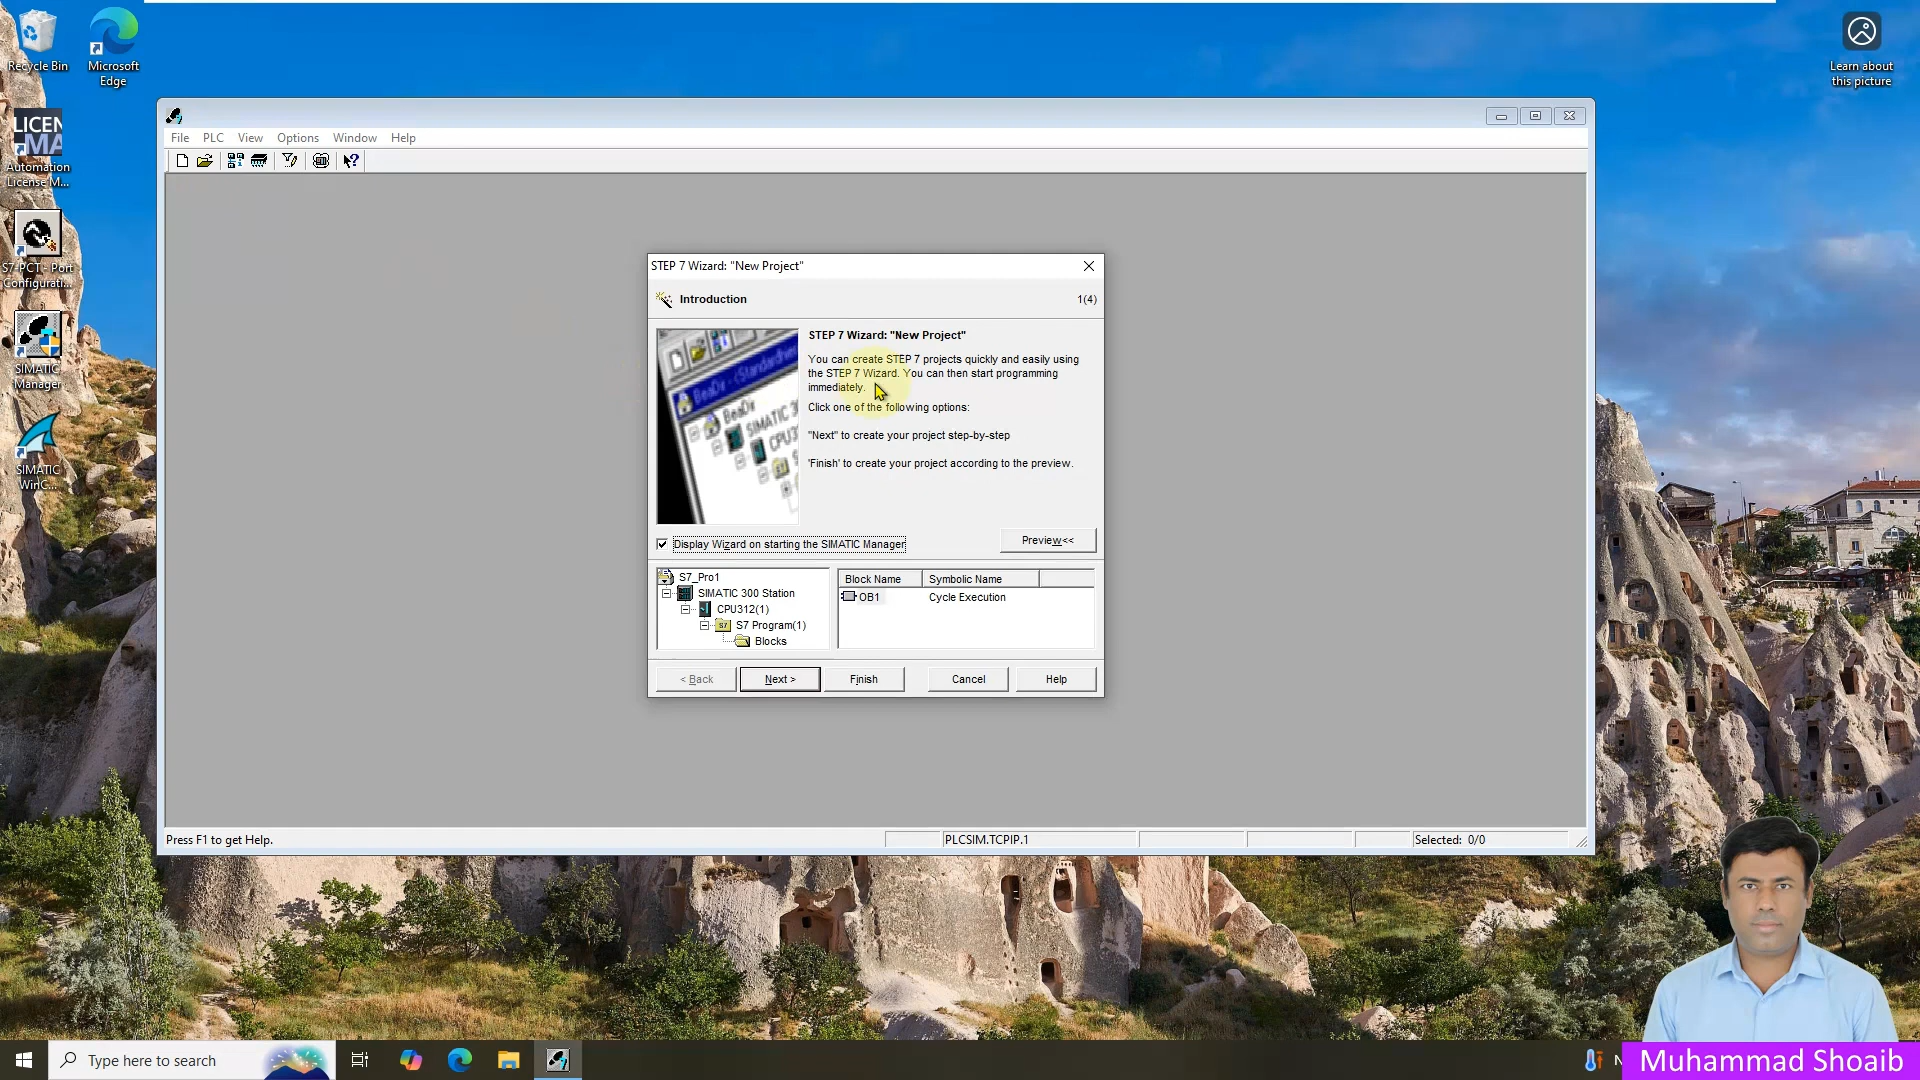 Recycle Bin
Microsoft
Edge
Learn about
this picture
LICEN
MA
Automation
License M...
S7-PCT - Port
Configurati...
SIMATIC
Manager
SIMATIC
WinC...
File PLC View Options Window Help
STEP 7 Wizard: "New Project"
Introduction
1(4)
STEP 7 Wizard: "New Project"
You can create STEP 7 projects quickly and easily using
the STEP 7 Wizard. You can then start programming
immediately.
Click one of the following options:
"Next" to create your project step-by-step
'Finish' to create your project according to the preview.
Display Wizard on starting the SIMATIC Manager
Preview<<
S7_Pro1
SIMATIC 300 Station
CPU312(1)
S7 Program(1)
Blocks
Block Name Symbolic Name
OB1 Cycle Execution
< Back Next > Finish Cancel Help
Press F1 to get Help.
PLCSIM.TCPIP.1
Selected: 0/0
Type here to search
Muhammad Shoaib